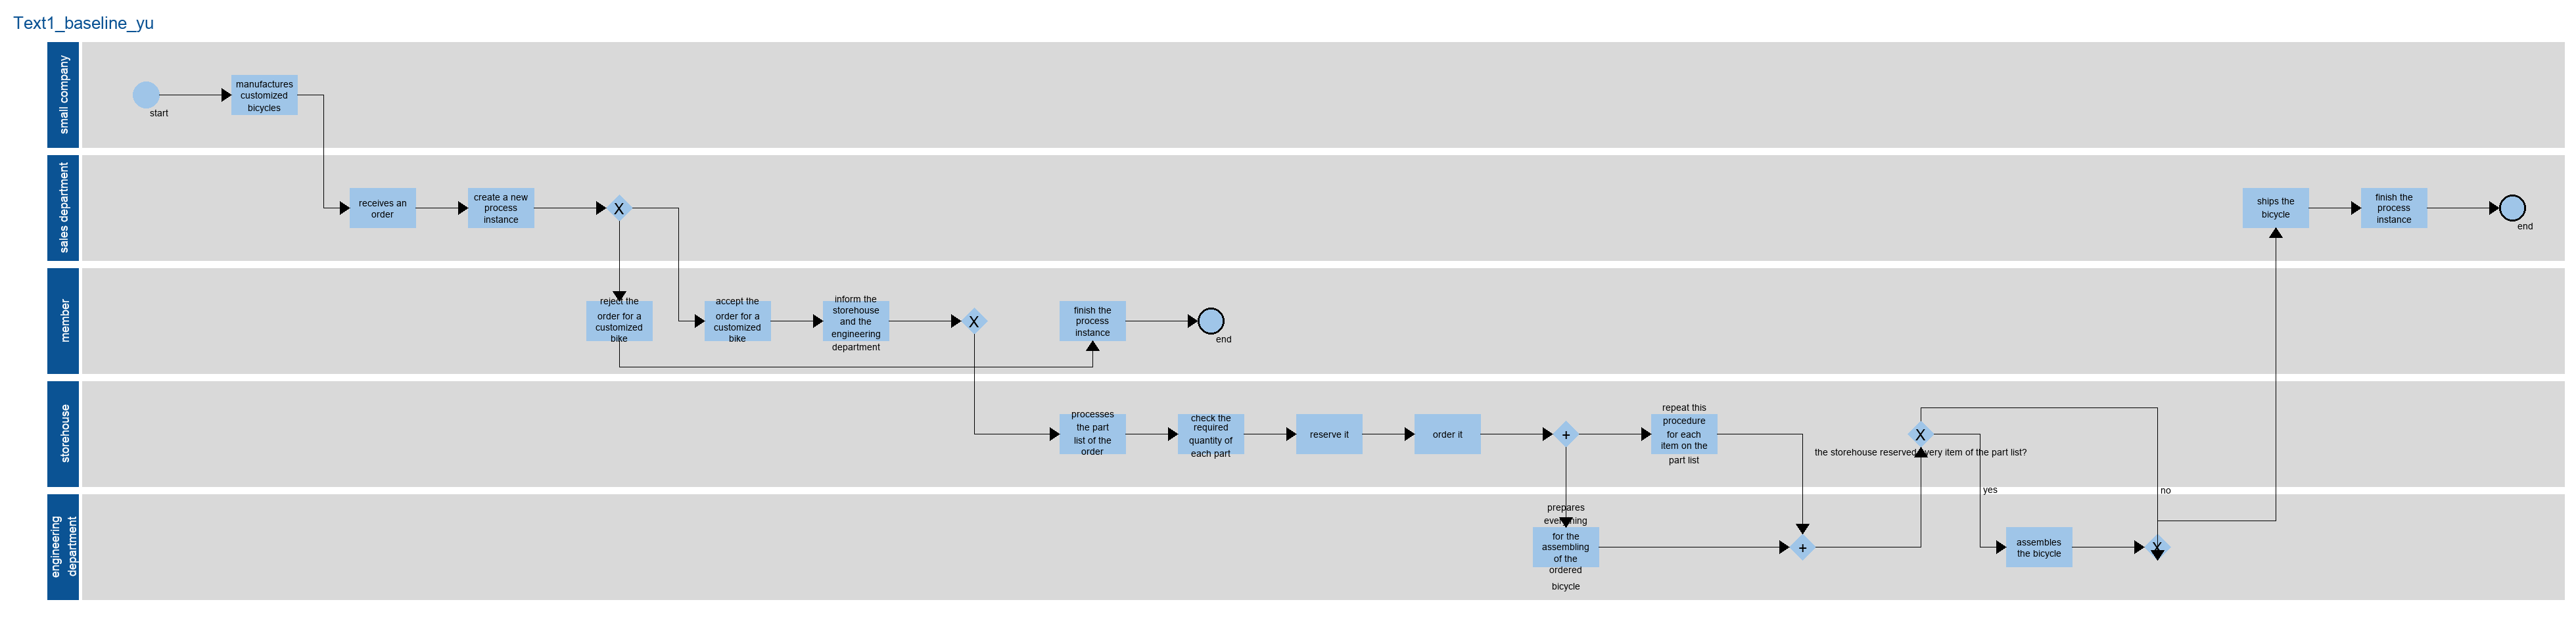 Text1_baseline_yu
small company
start
manufactures
customized
bicycles
sales department
receives an
order
create a new
process
instance
X
ships the
bicycle
finish the
process
instance
end
member
reject the
order for a
customized
bike
accept the
order for a
customized
bike
inform the
storehouse
and the
engineering
department
X
finish the
process
instance
end
storehouse
processes
the part
list of the
order
check the
required
quantity of
each part
reserve it
order it
+
repeat this
procedure
for each
item on the
part list
X
the storehouse reserved every item of the part list?
yes
no
engineering
department
prepares
everything
for the
assembling
of the
ordered
bicycle
+
assembles
the bicycle
X